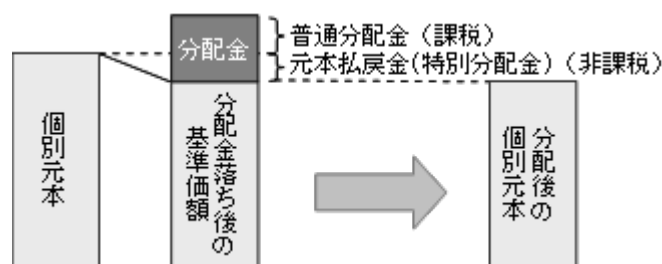 分配金
普通分配金（課税）
元本払戻金(特別分配金)（非課税）
個別元本
分配金落ち後の
基準価額
分配後の
個別元本